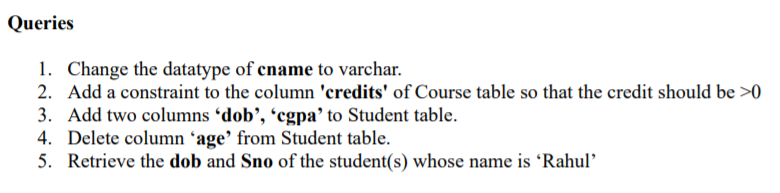 Queries
1. Change the datatype of cname to varchar.
2. Add a constraint to the column 'credits' of Course table so that the credit should be >0
3. Add two columns ‘dob’, ‘cgpa’ to Student table.
4. Delete column ‘age’ from Student table.
5. Retrieve the dob and Sno of the student(s) whose name is ‘Rahul’